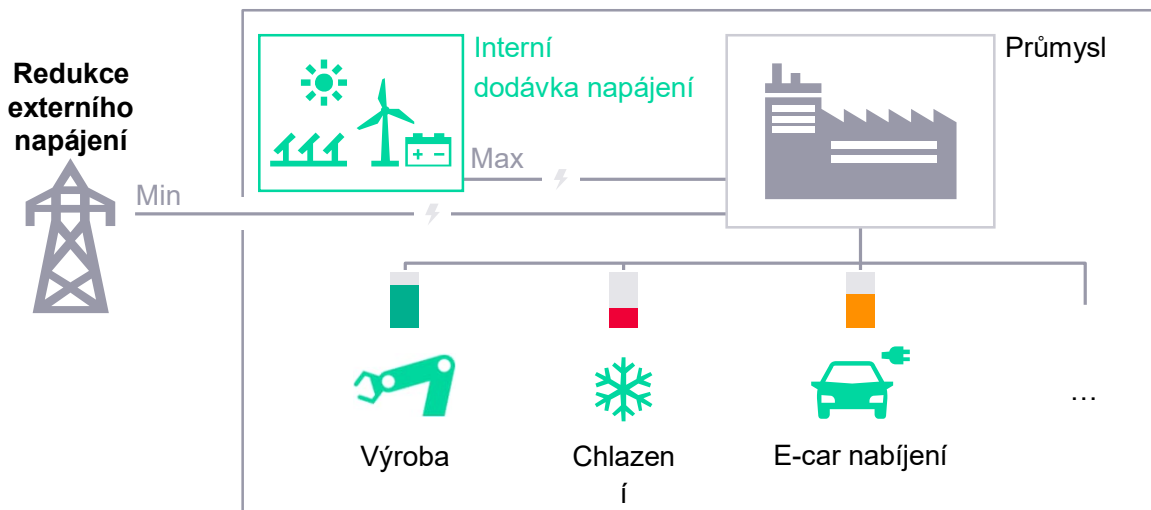 Redukce
externího
napájení
Interní
dodávka napájení
Průmysl
Max
Min
Výroba
Chlazen
í
E-car nabíjení
…